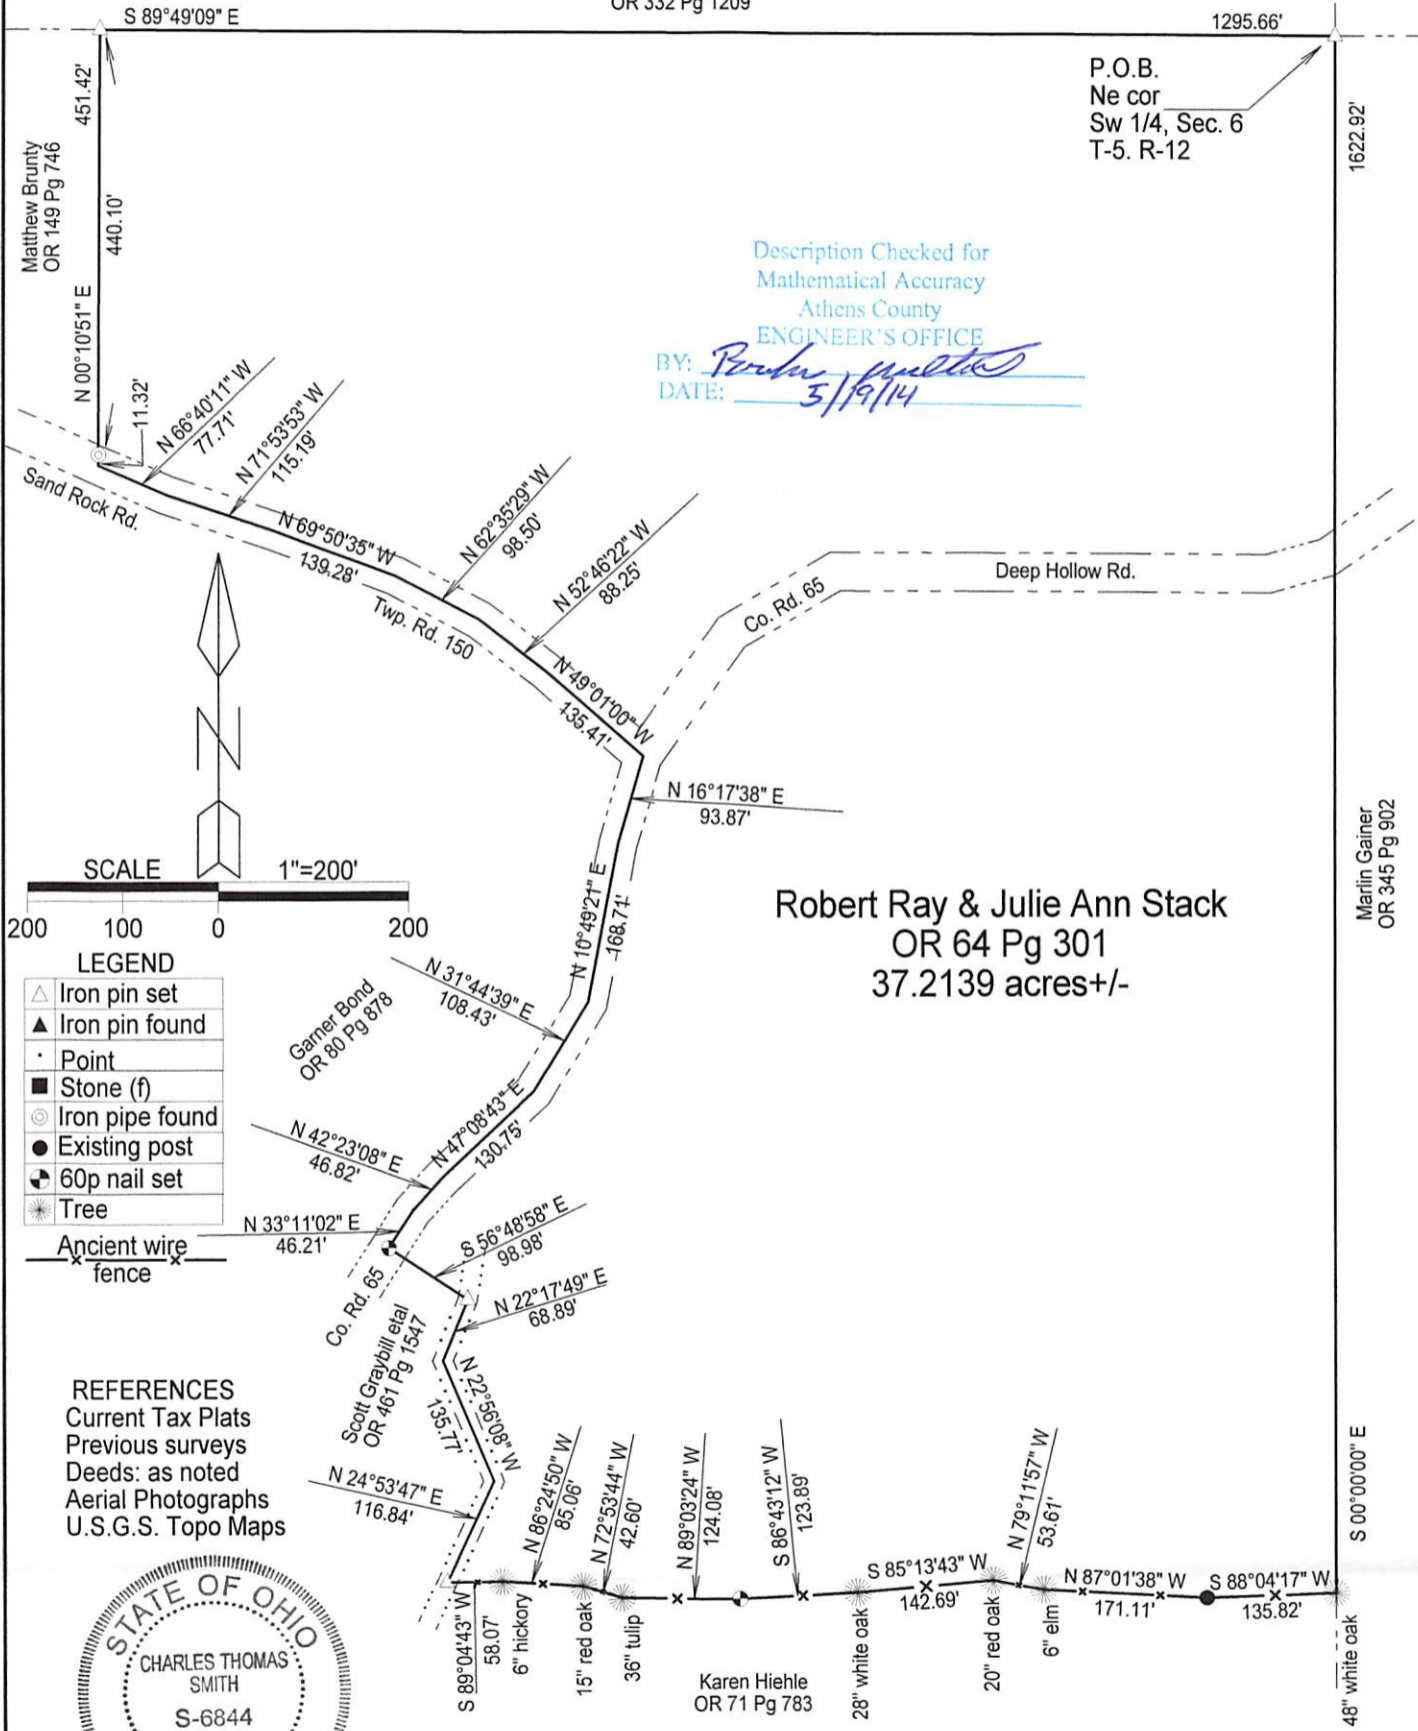 OR 332 Pg 1209
S 89°49'09" E
1295.66'
P.O.B.
Ne cor
Sw 1/4, Sec. 6
T-5. R-12
451.42'
Matthew Brunty
OR 149 Pg 746
440.10'
N 00°10'51" E
1622.92'
Description Checked for
Mathematical Accuracy
Athens County
ENGINEER'S OFFICE
BY:
DATE: 5/19/14
11.32'
N 66°40'11" W
77.71'
N 71°53'53" W
115.19'
N 69°50'35" W
139.28'
N 62°35'29" W
98.50'
N 52°46'22" W
88.25'
N 49°01'00" W
135.41'
Sand Rock Rd.
Twp. Rd. 150
Co. Rd. 65
Deep Hollow Rd.
N
N 16°17'38" E
93.87'
SCALE 1"=200'
200 100 0 200
N 10°49'21" E
168.71'
Robert Ray & Julie Ann Stack
OR 64 Pg 301
37.2139 acres+/-
Marlin Gainer
OR 345 Pg 902
LEGEND
Iron pin set
Iron pin found
Point
Stone (f)
Iron pipe found
Existing post
60p nail set
Tree
Ancient wire
fence
N 31°44'39" E
108.43'
Garner Bond
OR 80 Pg 878
N 42°23'08" E
46.82'
N 47°08'43" E
130.75'
N 33°11'02" E
46.21'
S 56°48'58" E
98.98'
Co. Rd. 65
N 22°17'49" E
68.89'
Scott Graybill etal
OR 461 Pg 1547
N 22°56'08" W
135.77'
REFERENCES
Current Tax Plats
Previous surveys
Deeds: as noted
Aerial Photographs
U.S.G.S. Topo Maps
N 24°53'47" E
116.84'
N 86°24'50" W
85.06'
N 72°53'44" W
42.60'
N 89°03'24" W
124.08'
S 86°43'12" W
123.89'
S 85°13'43" W
142.69'
N 79°11'57" W
53.61'
N 87°01'38" W
171.11'
S 88°04'17" W
135.82'
S 00°00'00" E
S 89°04'43" W
58.07'
6" hickory
15" red oak
36" tulip
28" white oak
20" red oak
6" elm
48" white oak
Karen Hiehle
OR 71 Pg 783
STATE OF OHIO
CHARLES THOMAS
SMITH
S-6844